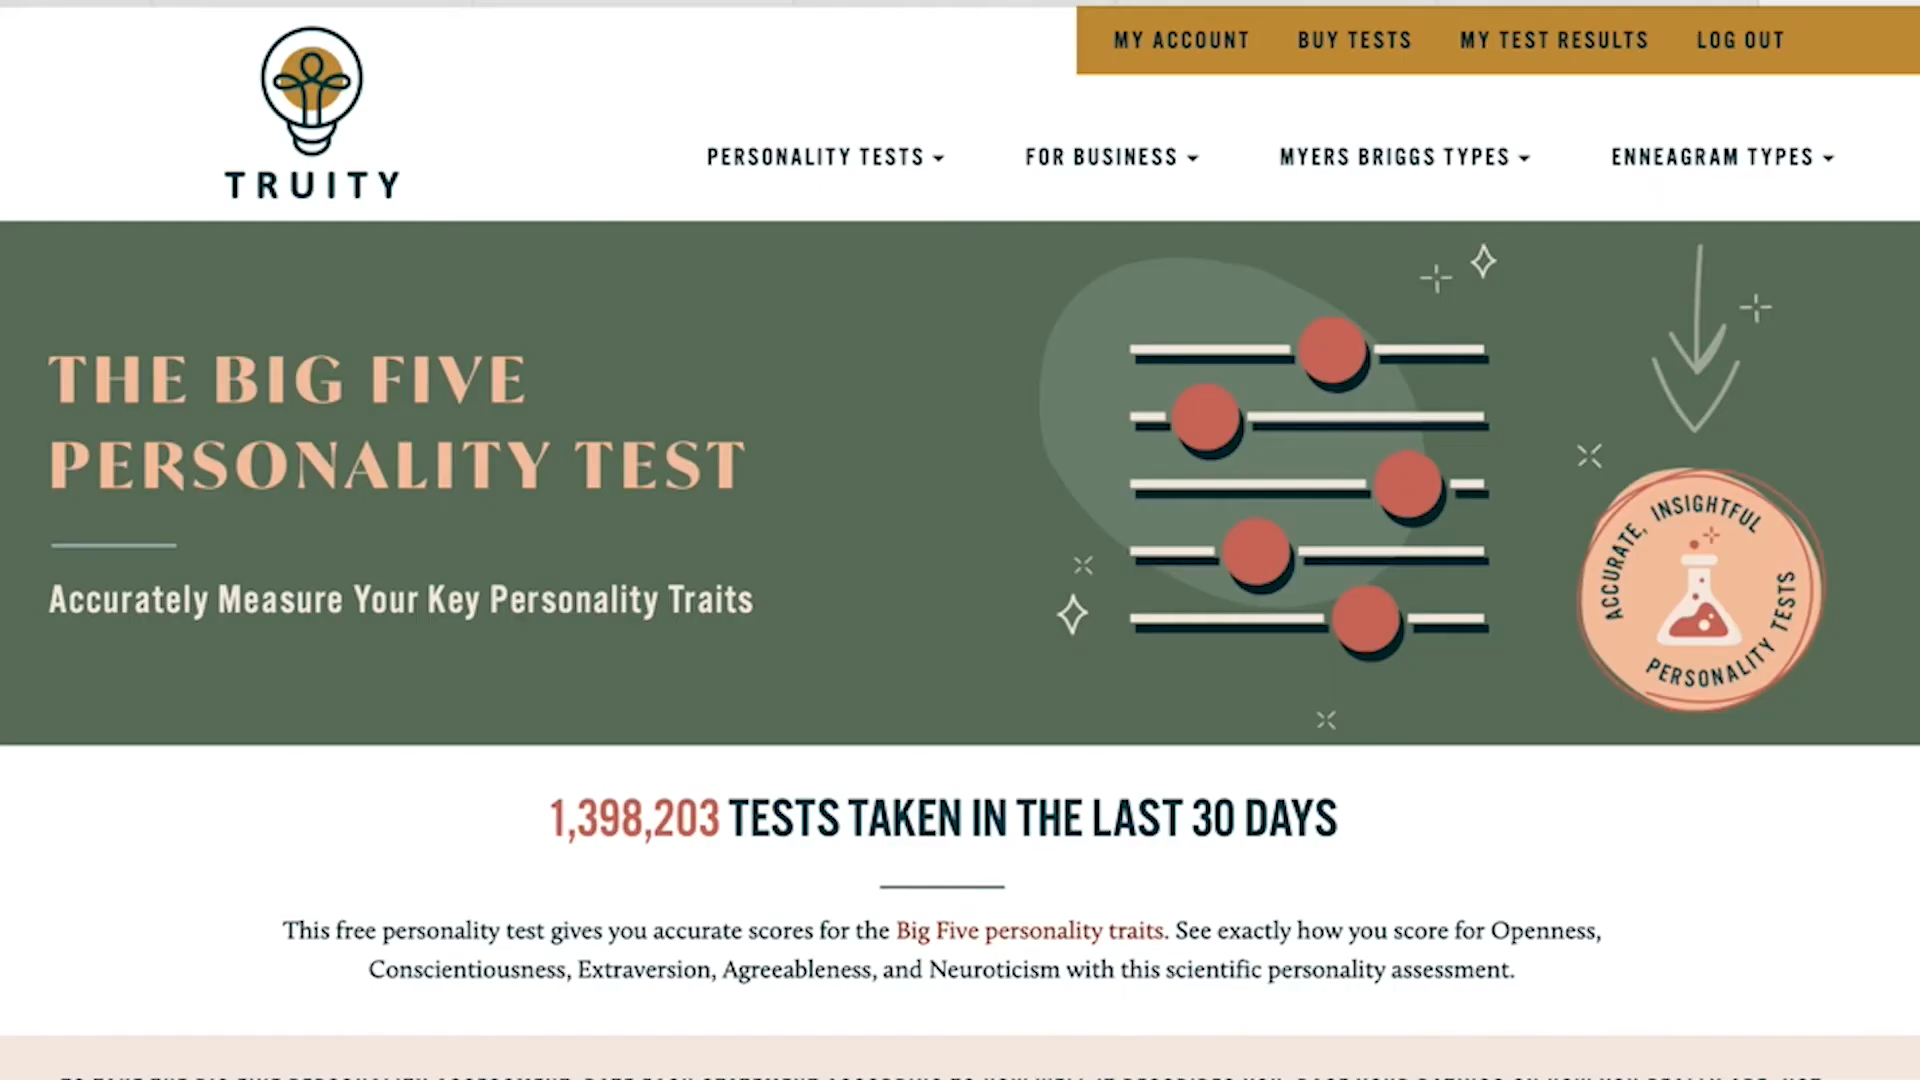 MY ACCOUNT BUY TESTS MY TEST RESULTS LOG OUT
TRUITY
PERSONALITY TESTS FOR BUSINESS MYERS BRIGGS TYPES ENNEAGRAM TYPES
THE BIG FIVE
PERSONALITY TEST
Accurately Measure Your Key Personality Traits
ACCURATE, INSIGHTFUL
PERSONALITY TESTS
1,398,203 TESTS TAKEN IN THE LAST 30 DAYS
This free personality test gives you accurate scores for the Big Five personality traits. See exactly how you score for Openness,
Conscientiousness, Extraversion, Agreeableness, and Neuroticism with this scientific personality assessment.